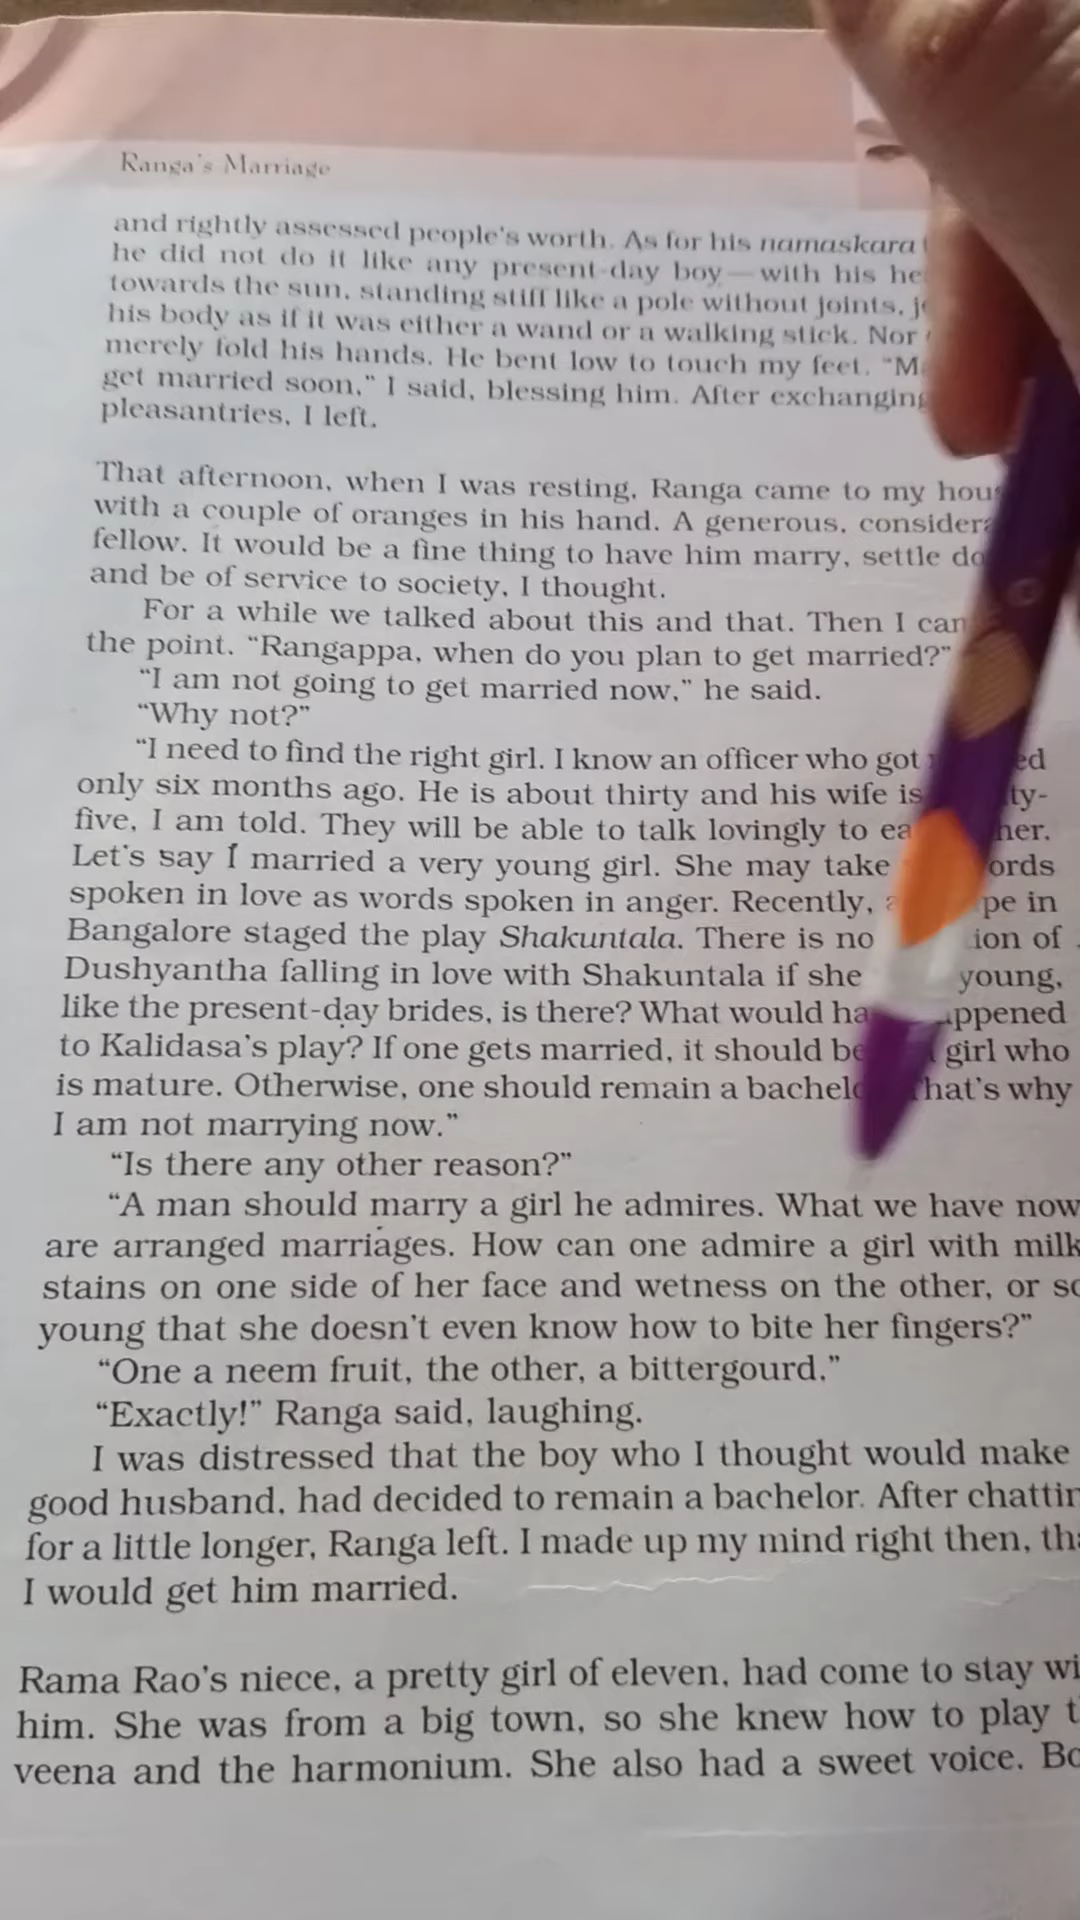 Ranga's Marriage
and rightly assessed people's worth. As for his namaskara
he did not do it like any present-day boy—with his
towards the sun, standing stiff like a pole without joints,
his body as if it was either a wand or a walking stick. Nor
merely fold his hands. He bent low to touch my feet.
get married soon," I said, blessing him. After exchanging
pleasantries, I left.
That afternoon, when I was resting, Ranga came to my
with a couple of oranges in his hand. A generous,
fellow. It would be a fine thing to have him marry, settle
and be of service to society, I thought.
For a while we talked about this and that. Then I
the point. "Rangappa, when do you plan to get married?"
"I am not going to get married now," he said.
"Why not?"
"I need to find the right girl. I know an officer who got
only six months ago. He is about thirty and his wife is
five, I am told. They will be able to talk lovingly to
Let's say I married a very young girl. She may take
spoken in love as words spoken in anger. Recently, in
Bangalore staged the play Shakuntala. There is no of
Dushyantha falling in love with Shakuntala if she young,
like the present-day brides, is there? What would
to Kalidasa's play? If one gets married, it should girl who
is mature. Otherwise, one should remain a why
I am not marrying now."
"Is there any other reason?"
"A man should marry a girl he admires. What we have now
are arranged marriages. How can one admire a girl with milk
stains on one side of her face and wetness on the other, or
young that she doesn't even know how to bite her fingers?"
"One a neem fruit, the other, a bittergourd."
"Exactly!" Ranga said, laughing.
I was distressed that the boy who I thought would make
good husband, had decided to remain a bachelor. After
for a little longer, Ranga left. I made up my mind right then,
I would get him married.
Rama Rao's niece, a pretty girl of eleven, had come to stay
him. She was from a big town, so she knew how to play
veena and the harmonium. She also had a sweet voice.